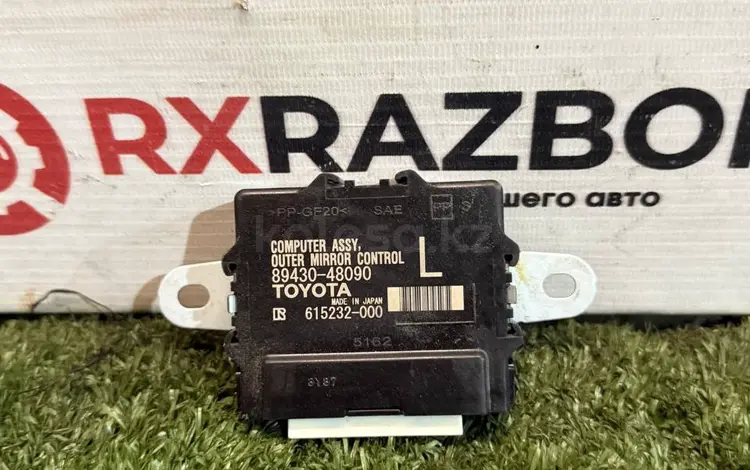 RXRAZBOR
шего авто
>PP-GF20< SAE
COMPUTER ASSY,
OUTER MIRROR CONTROL
89430-48090
L
TOYOTA
MADE IN JAPAN
615232-000
5162
kolesa.kz